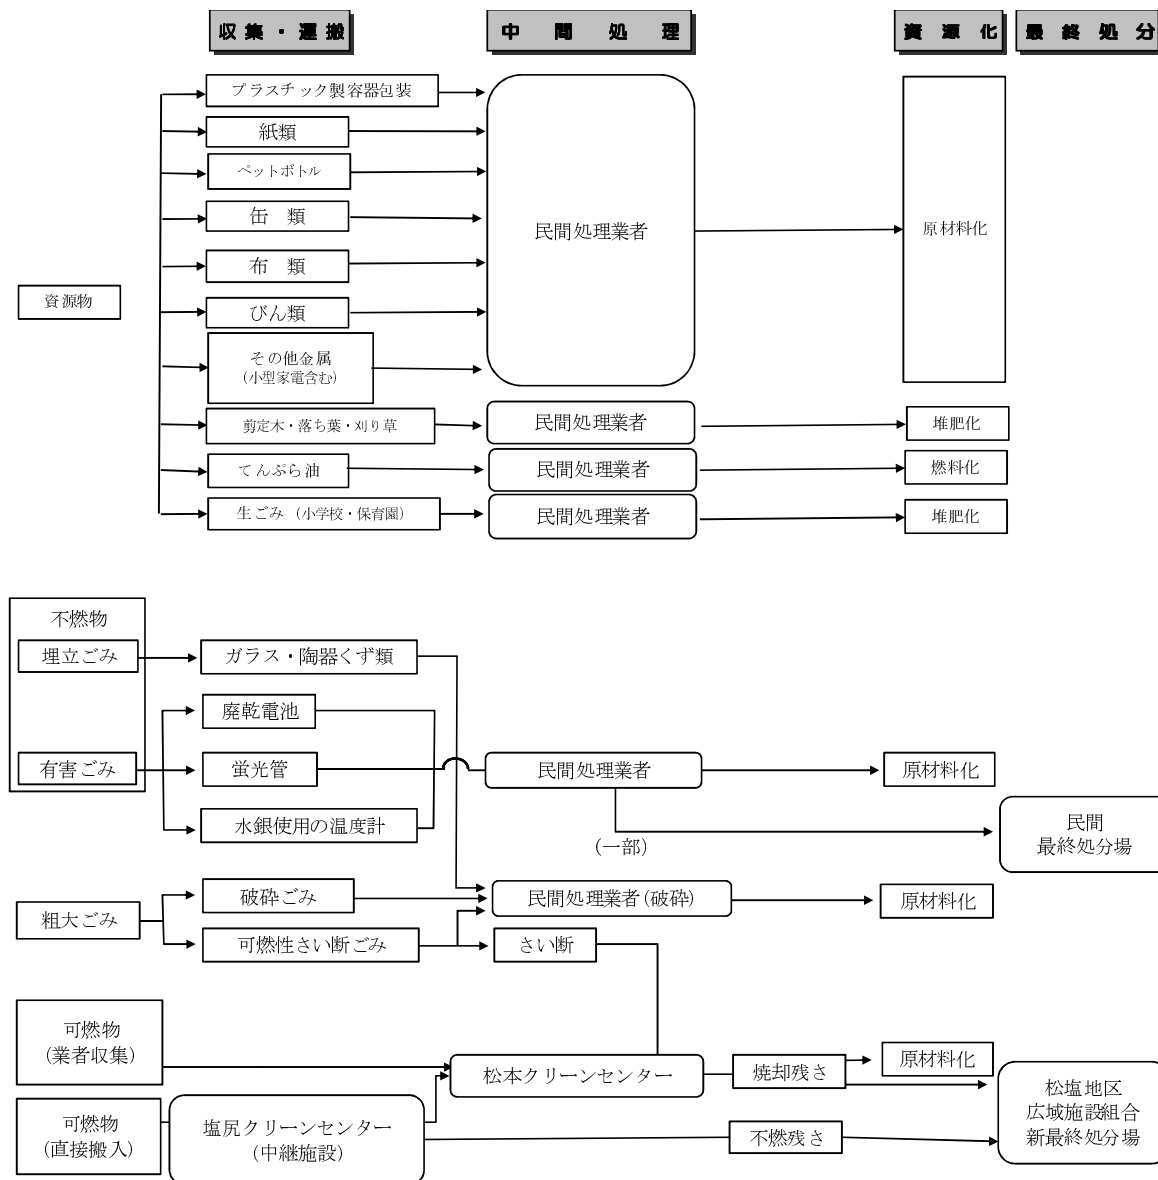 収集・運搬
中間処理
資源化
最終処分
プラスチック製容器包装
紙類
ペットボトル
缶　類
布　類
びん類
その他金属
(小型家電含む)
剪定木・落ち葉・刈り草
てんぷら油
生ごみ（小学校・保育園）
資源物
民間処理業者
民間処理業者
民間処理業者
民間処理業者
原材料化
堆肥化
燃料化
堆肥化
不燃物
埋立ごみ
有害ごみ
ガラス・陶器くず類
廃乾電池
蛍光管
水銀使用の温度計
民間処理業者
(一部)
原材料化
民間
最終処分場
粗大ごみ
破砕ごみ
可燃性さい断ごみ
民間処理業者(破砕)
さい断
原材料化
可燃物
(業者収集)
可燃物
(直接搬入)
塩尻クリーンセンター
(中継施設)
松本クリーンセンター
焼却残さ
不燃残さ
原材料化
松塩地区
広域施設組合
新最終処分場